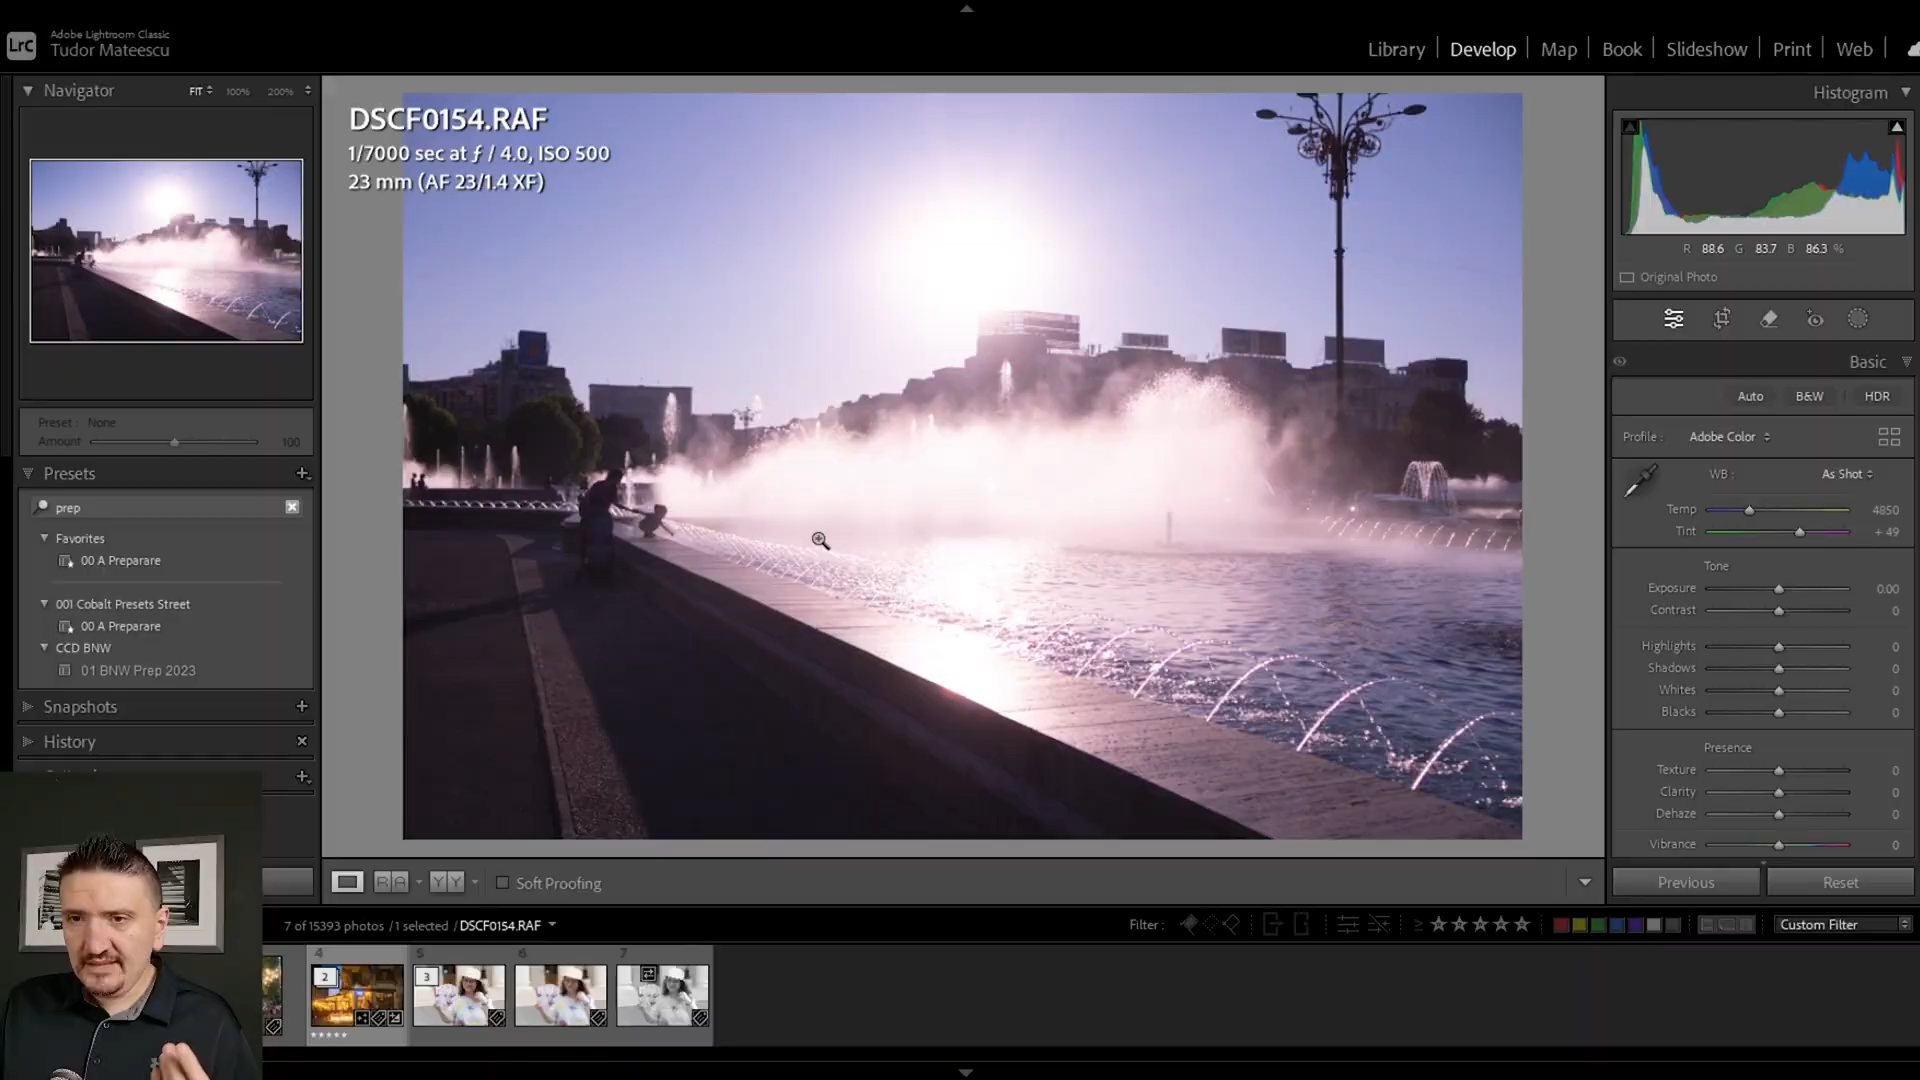 LrC
Adobe Lightroom Classic
Tudor Mateescu
Library | Develop | Map | Book | Slideshow | Print | Web
Navigator
FIT 100% 200%
Preset : None
Amount 100
Presets
prep
Favorites
00 A Preparare
001 Cobalt Presets Street
00 A Preparare
CCD BNW
01 BNW Prep 2023
Snapshots
History
DSCF0154.RAF
1/7000 sec at ƒ / 4.0, ISO 500
23 mm (AF 23/1.4 XF)
Histogram
R 88.6 G 83.7 B 86.3 %
Original Photo
Basic
Auto B&W HDR
Profile : Adobe Color
WB : As Shot
Temp 4850
Tint + 49
Tone
Exposure 0.00
Contrast 0
Highlights 0
Shadows 0
Whites 0
Blacks 0
Presence
Texture 0
Clarity 0
Dehaze 0
Vibrance 0
Previous Reset
R A Y Y Soft Proofing
7 of 15393 photos / 1 selected / DSCF0154.RAF
Filter : Custom Filter
4 5 6 7
2 3